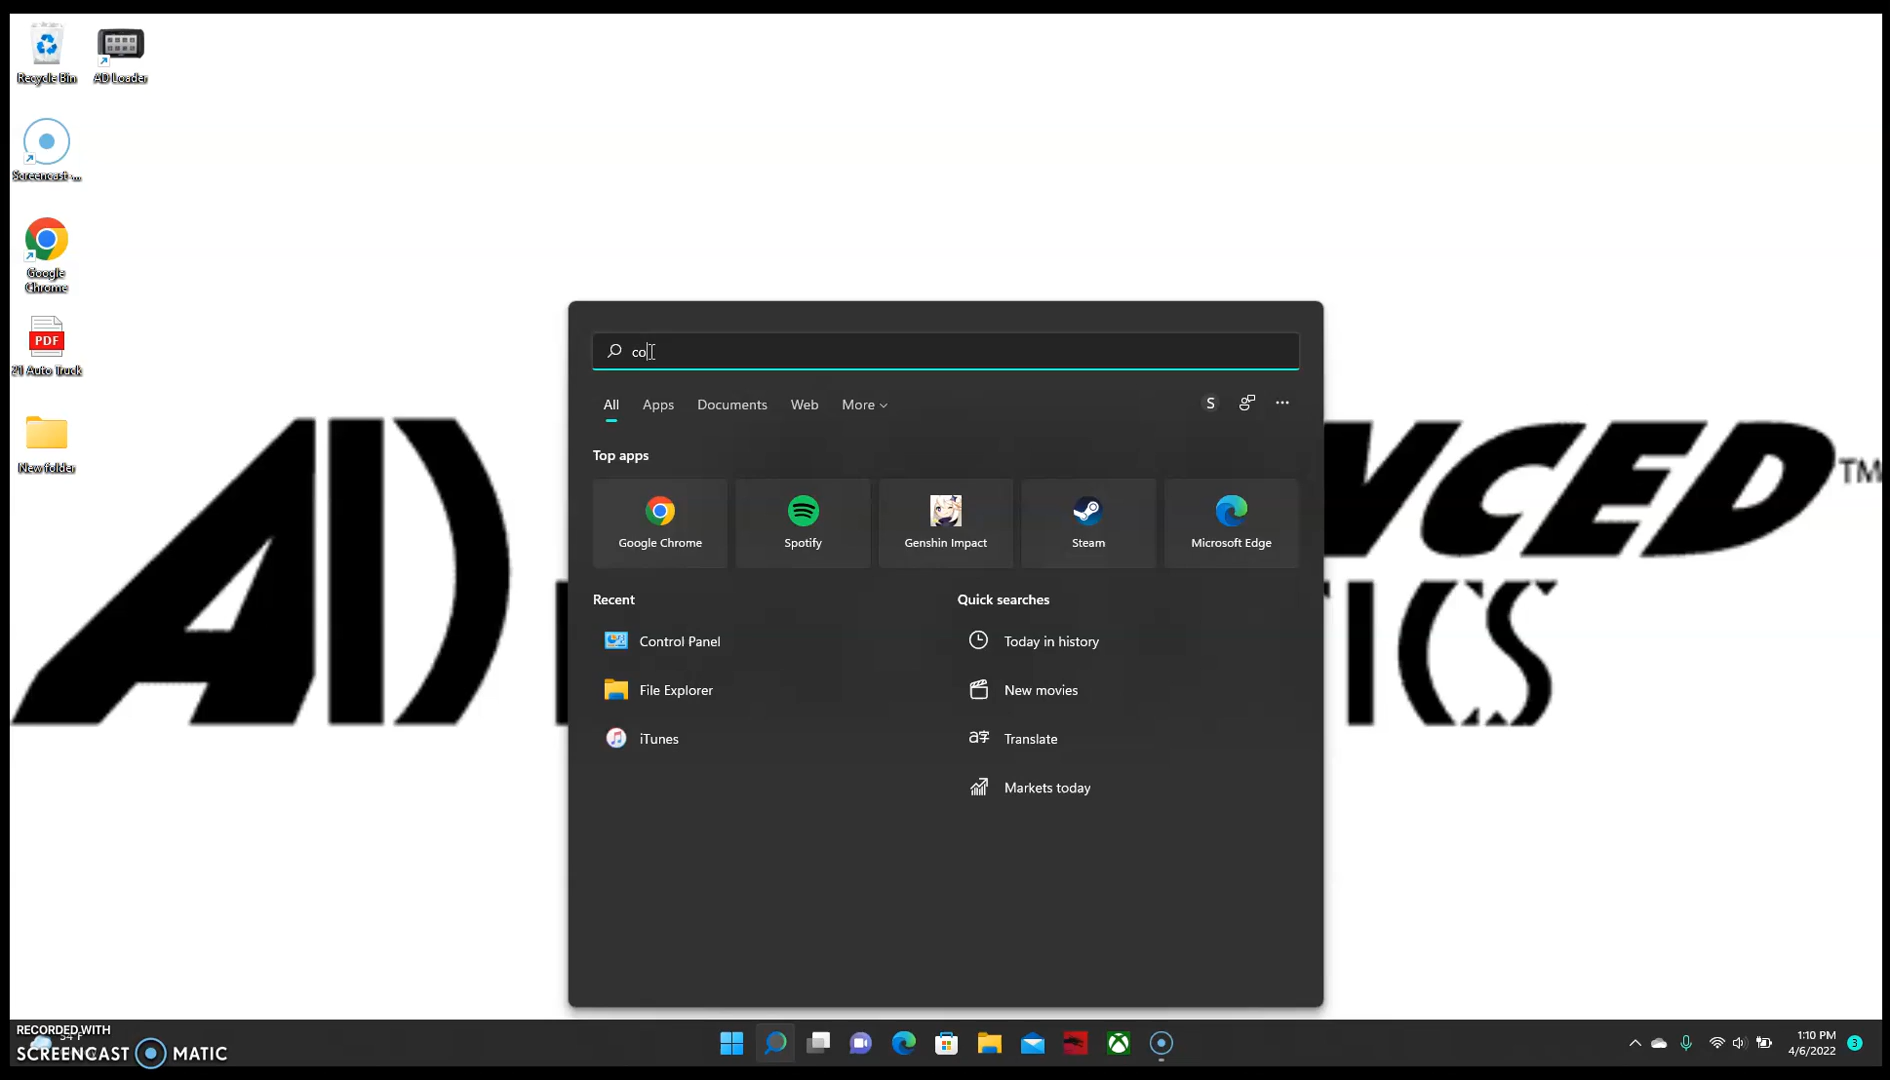 Recycle Bin
AD Loader
Screencast -...
Google
Chrome
PDF
21 Auto Truck
New folder
co
All
Apps
Documents
Web
More
S
Top apps
Google Chrome
Spotify
Genshin Impact
Steam
Microsoft Edge
Recent
Quick searches
Control Panel
Today in history
File Explorer
New movies
iTunes
Translate
Markets today
AD
NCED
TM
TICS
RECORDED WITH
SCREENCAST MATIC
1:10 PM
4/6/2022
3